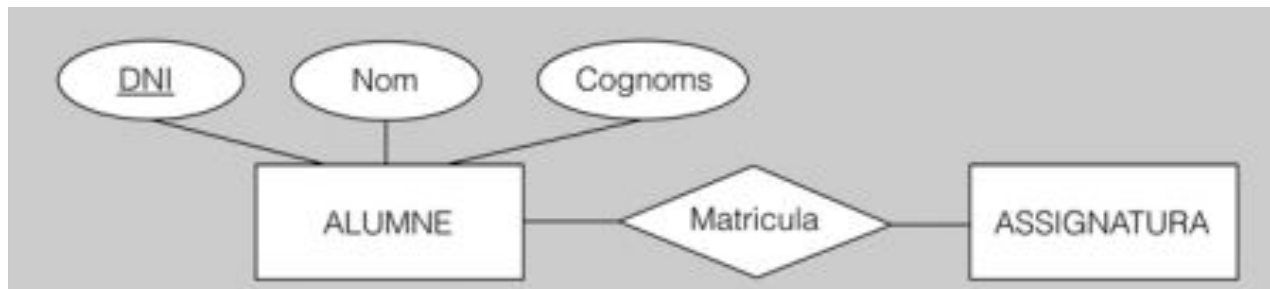 DNI
Nom
Cognoms
ALUMNE
Matricula
ASSIGNATURA